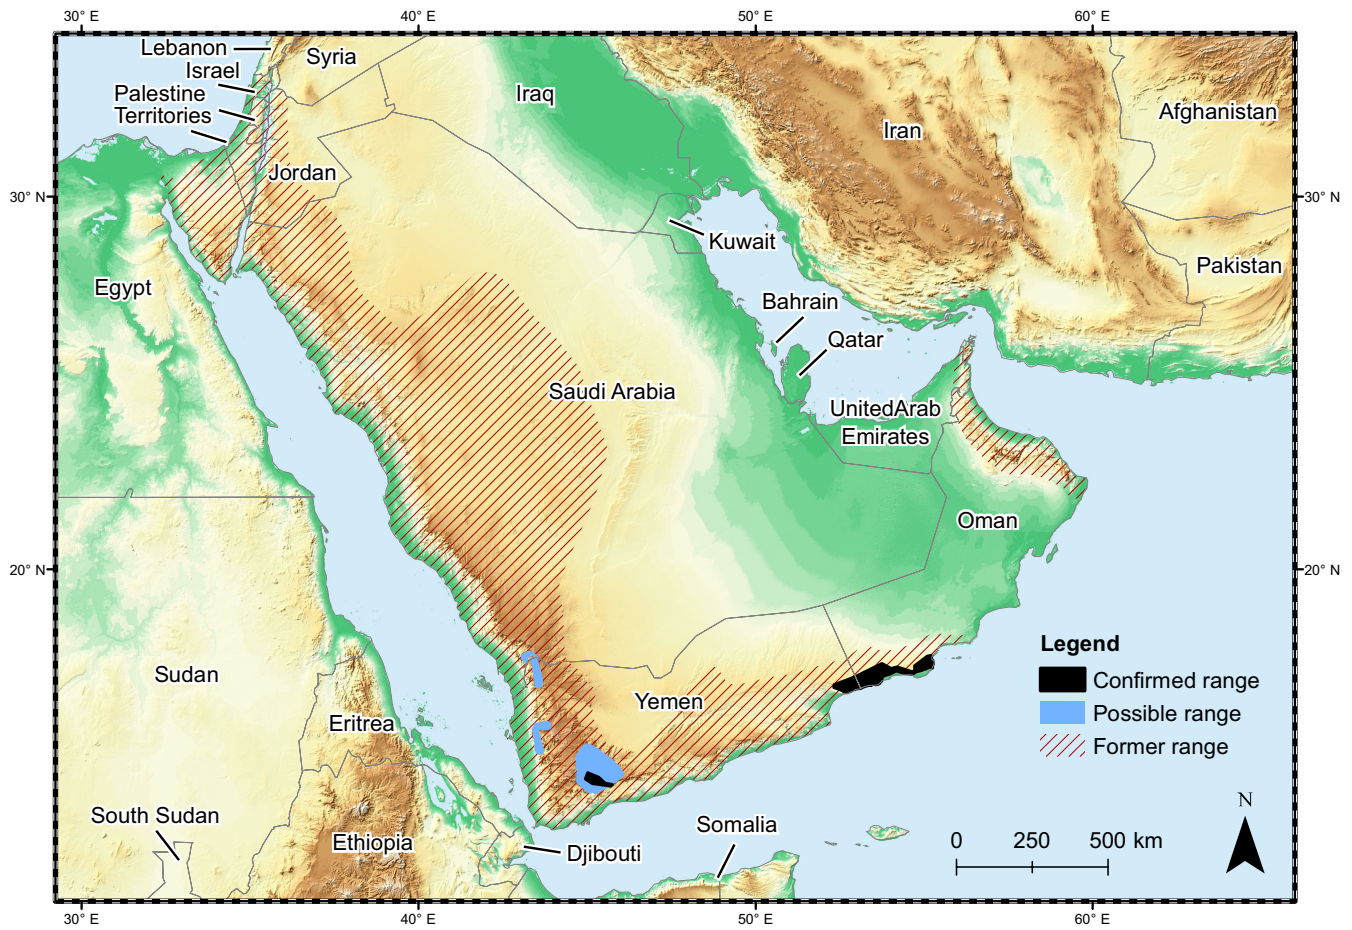 30° E
40° E
50° E
60° E
Lebanon
Syria
Israel
Palestine
Territories
Iraq
Iran
Afghanistan
Jordan
30° N
30° N
Kuwait
Pakistan
Egypt
Bahrain
Qatar
Saudi Arabia
UnitedArab
Emirates
Oman
20° N
20° N
Legend
Confirmed range
Possible range
Former range
Sudan
Yemen
Eritrea
South Sudan
Ethiopia
Djibouti
Somalia
N
0
250
500 km
30° E
40° E
50° E
60° E